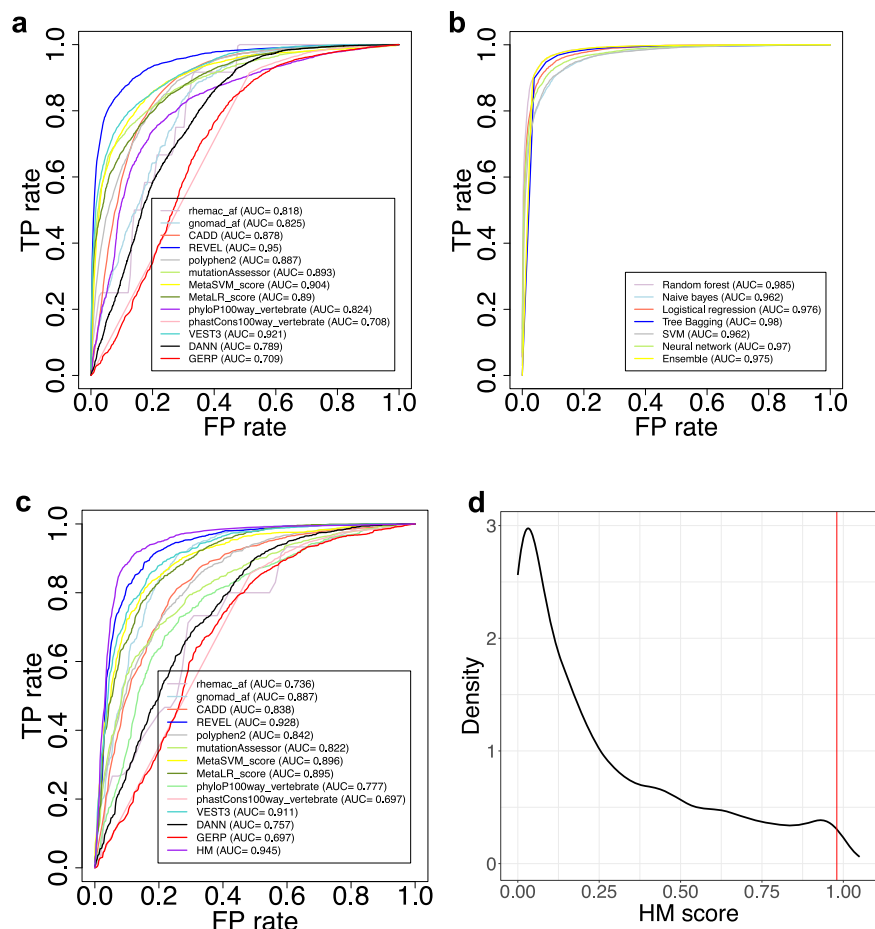 a
TP rate
1.0
0.8
0.6
0.4
0.2
0.0
rhemac_af (AUC= 0.818)
gnomad_af (AUC= 0.825)
CADD (AUC= 0.878)
REVEL (AUC= 0.95)
polyphen2 (AUC= 0.887)
mutationAssessor (AUC= 0.893)
MetaSVM_score (AUC= 0.904)
MetaLR_score (AUC= 0.89)
phyloP100way_vertebrate (AUC= 0.824)
phastCons100way_vertebrate (AUC= 0.708)
VEST3 (AUC= 0.921)
DANN (AUC= 0.789)
GERP (AUC= 0.709)
0.0 0.2 0.4 0.6 0.8 1.0
FP rate
b
TP rate
1.0
0.8
0.6
0.4
0.2
0.0
Random forest (AUC= 0.985)
Naive bayes (AUC= 0.962)
Logistical regression (AUC= 0.976)
Tree Bagging (AUC= 0.98)
SVM (AUC= 0.962)
Neural network (AUC= 0.97)
Ensemble (AUC= 0.975)
0.0 0.2 0.4 0.6 0.8 1.0
FP rate
c
TP rate
1.0
0.8
0.6
0.4
0.2
0.0
rhemac_af (AUC= 0.736)
gnomad_af (AUC= 0.887)
CADD (AUC= 0.838)
REVEL (AUC= 0.928)
polyphen2 (AUC= 0.842)
mutationAssessor (AUC= 0.822)
MetaSVM_score (AUC= 0.896)
MetaLR_score (AUC= 0.895)
phyloP100way_vertebrate (AUC= 0.777)
phastCons100way_vertebrate (AUC= 0.697)
VEST3 (AUC= 0.911)
DANN (AUC= 0.757)
GERP (AUC= 0.697)
HM (AUC= 0.945)
0.0 0.2 0.4 0.6 0.8 1.0
FP rate
d
Density
3
2
1
0
0.00 0.25 0.50 0.75 1.00
HM score